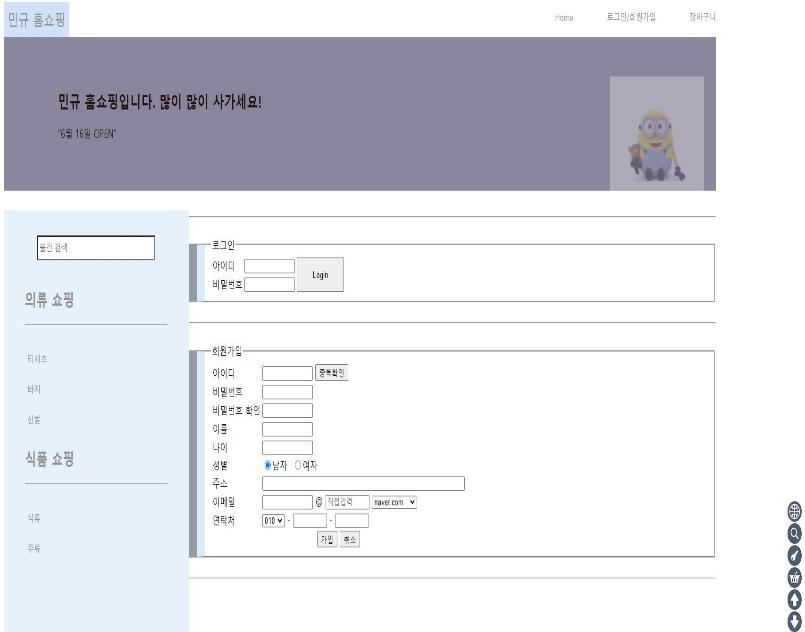 민규 홈쇼핑
Home 로그인/회원가입 장바구니
민규 홈쇼핑입니다. 많이 많이 사가세요!
"6월 16일 OPEN"
물건 검색
의류 쇼핑
티셔츠
바지
신발
식품 쇼핑
식류
주류
로그인
아이디
비밀번호
Login
회원가입
아이디 중복확인
비밀번호
비밀번호 확인
이름
나이
성별 남자 여자
주소
이메일 @ 직접입력 naver.com
연락처 010 - -
가입 취소